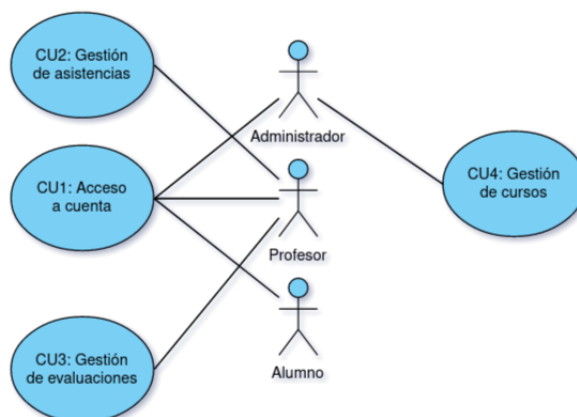 CU2: Gestión
de asistencias
Administrador
CU1: Acceso
a cuenta
CU4: Gestión
de cursos
Profesor
CU3: Gestión
de evaluaciones
Alumno